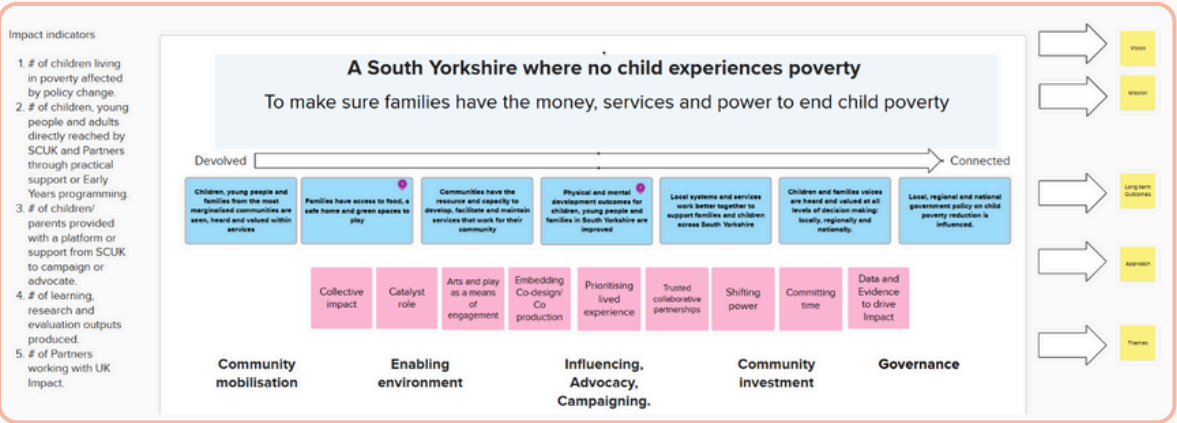 Impact indicators
1. # of children living
in poverty affected
by policy change.
2. # of children, young
people and adults
directly reached by
SCUK and Partners
through practical
support or Early
Years programming.
3. # of children/
parents provided
with a platform or
support from SCUK
to campaign or
advocate.
4. # of learning,
research and
evaluation outputs
produced.
5. # of Partners
working with UK
Impact.
A South Yorkshire where no child experiences poverty
To make sure families have the money, services and power to end child poverty
Devolved
Connected
Children, young people and
families from the most
marginalised communities are
seen, heard and valued within
services
Families have access to food, a
safe home and green spaces to
play
Communities have the
resource and capacity to
develop, facilitate and maintain
services that work for their
community
Physical and mental
development outcomes for
children, young people and
families in South Yorkshire are
improved
Local systems and services
work better together to
support families and children
across South Yorkshire
Children and families voices
are heard and valued at all
levels of decision making:
locally, regionally and
nationally.
Local, regional and national
government policy on child
poverty reduction is
influenced.
Collective
impact
Catalyst
role
Arts and play
as a means
of
engagement
Embedding
Co-design/
Co
production
Prioritising
lived
experience
Trusted
collaborative
partnerships
Shifting
power
Committing
time
Data and
Evidence
to drive
Impact
Community
mobilisation
Enabling
environment
Influencing,
Advocacy,
Campaigning.
Community
investment
Governance
Vision
Mission
Long-term
Outcomes
Approach
Themes